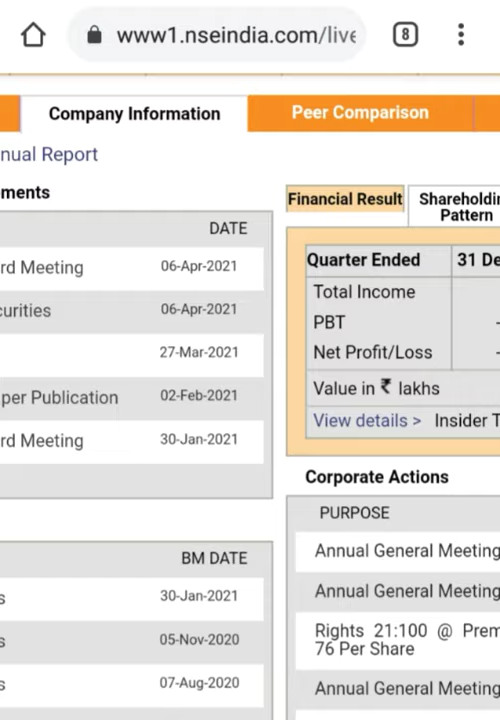 www1.nseindia.com/live
8
Company Information
Peer Comparison
nual Report
ments
DATE
rd Meeting 06-Apr-2021
curities 06-Apr-2021
27-Mar-2021
per Publication 02-Feb-2021
rd Meeting 30-Jan-2021
BM DATE
s 30-Jan-2021
s 05-Nov-2020
s 07-Aug-2020
Financial Result
Shareholdin
Pattern
Quarter Ended 31 De
Total Income
PBT -
Net Profit/Loss -
Value in ₹ lakhs
View details > Insider T
Corporate Actions
PURPOSE
Annual General Meeting
Annual General Meeting
Rights 21:100 @ Prem
76 Per Share
Annual General Meeting